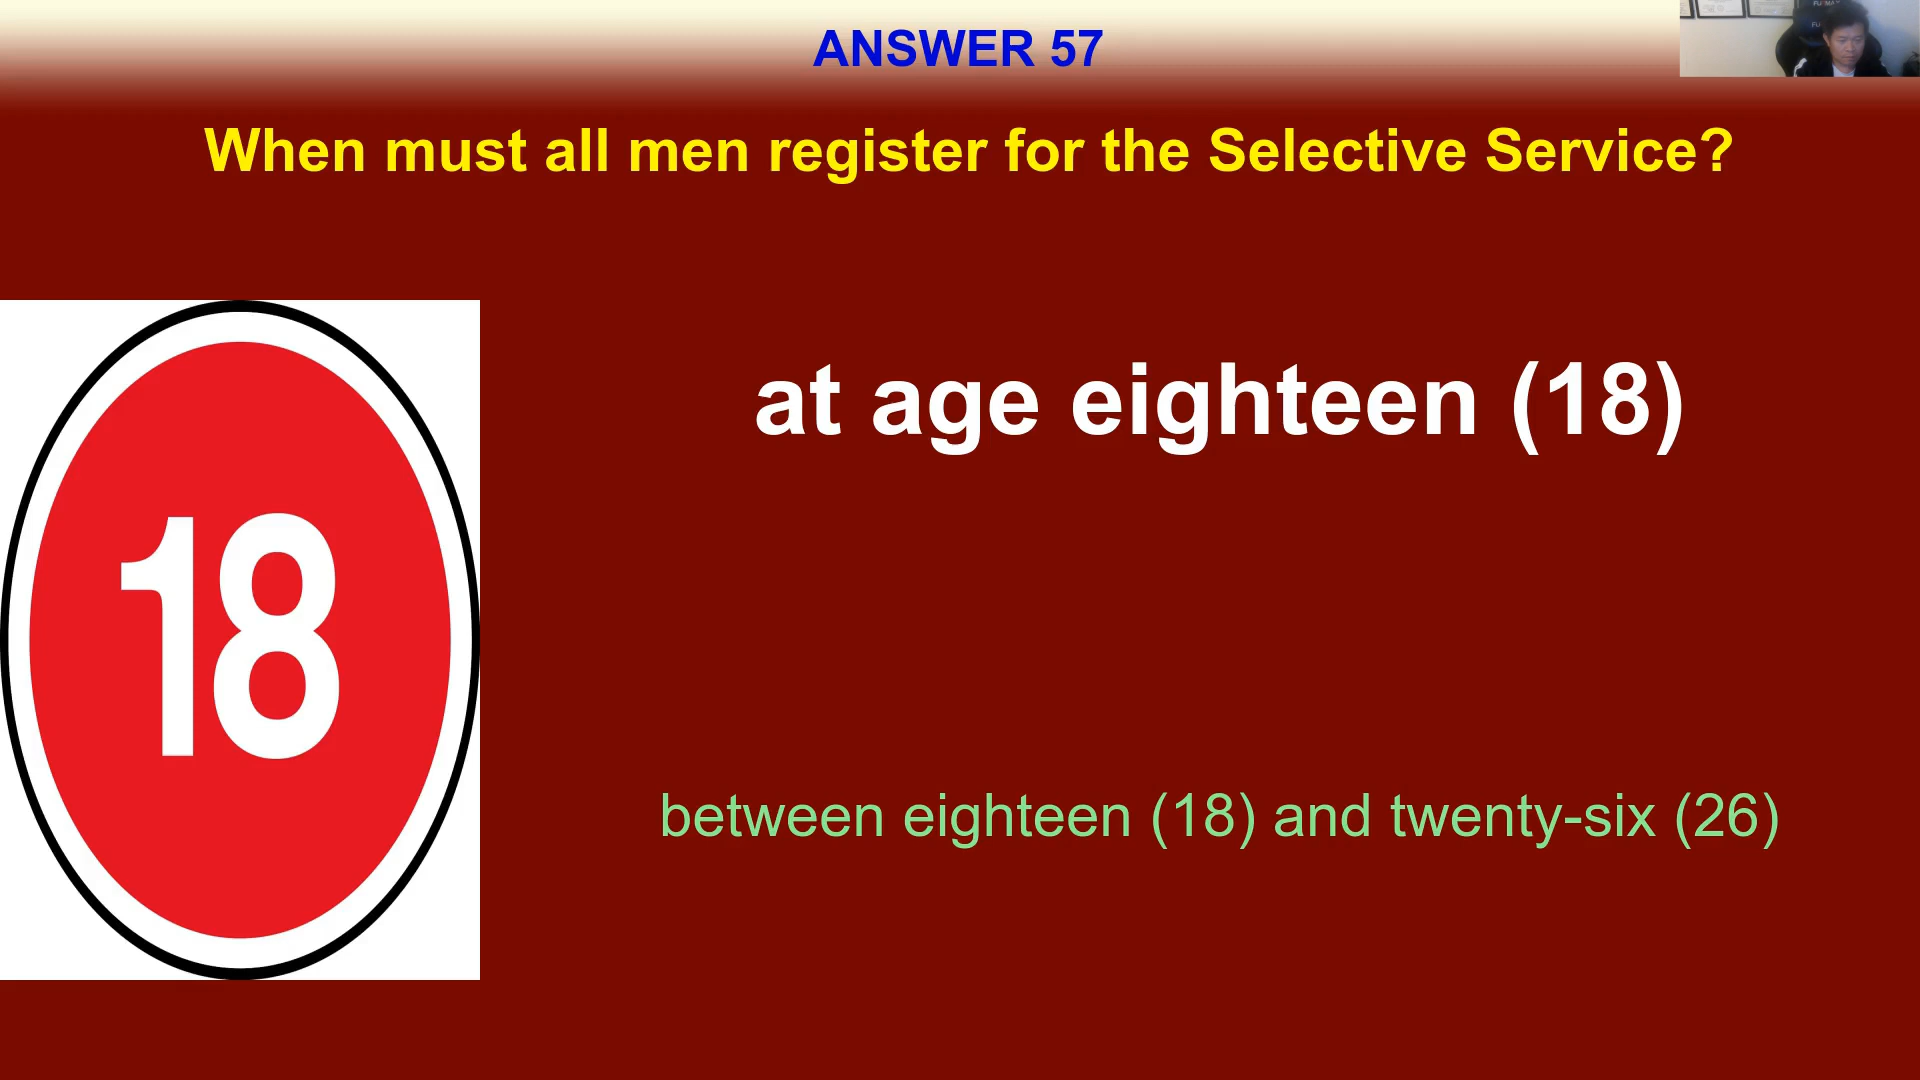 ANSWER 57
When must all men register for the Selective Service?
at age eighteen (18)
18
between eighteen (18) and twenty-six (26)